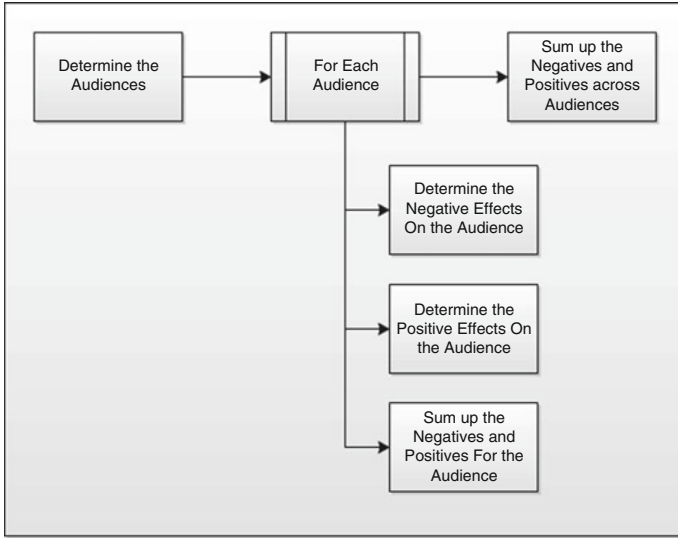 Determine the
Audiences
For Each
Audience
Sum up the
Negatives and
Positives across
Audiences
Determine the
Negative Effects
On the Audience
Determine the
Positive Effects On
the Audience
Sum up the
Negatives and
Positives For the
Audience